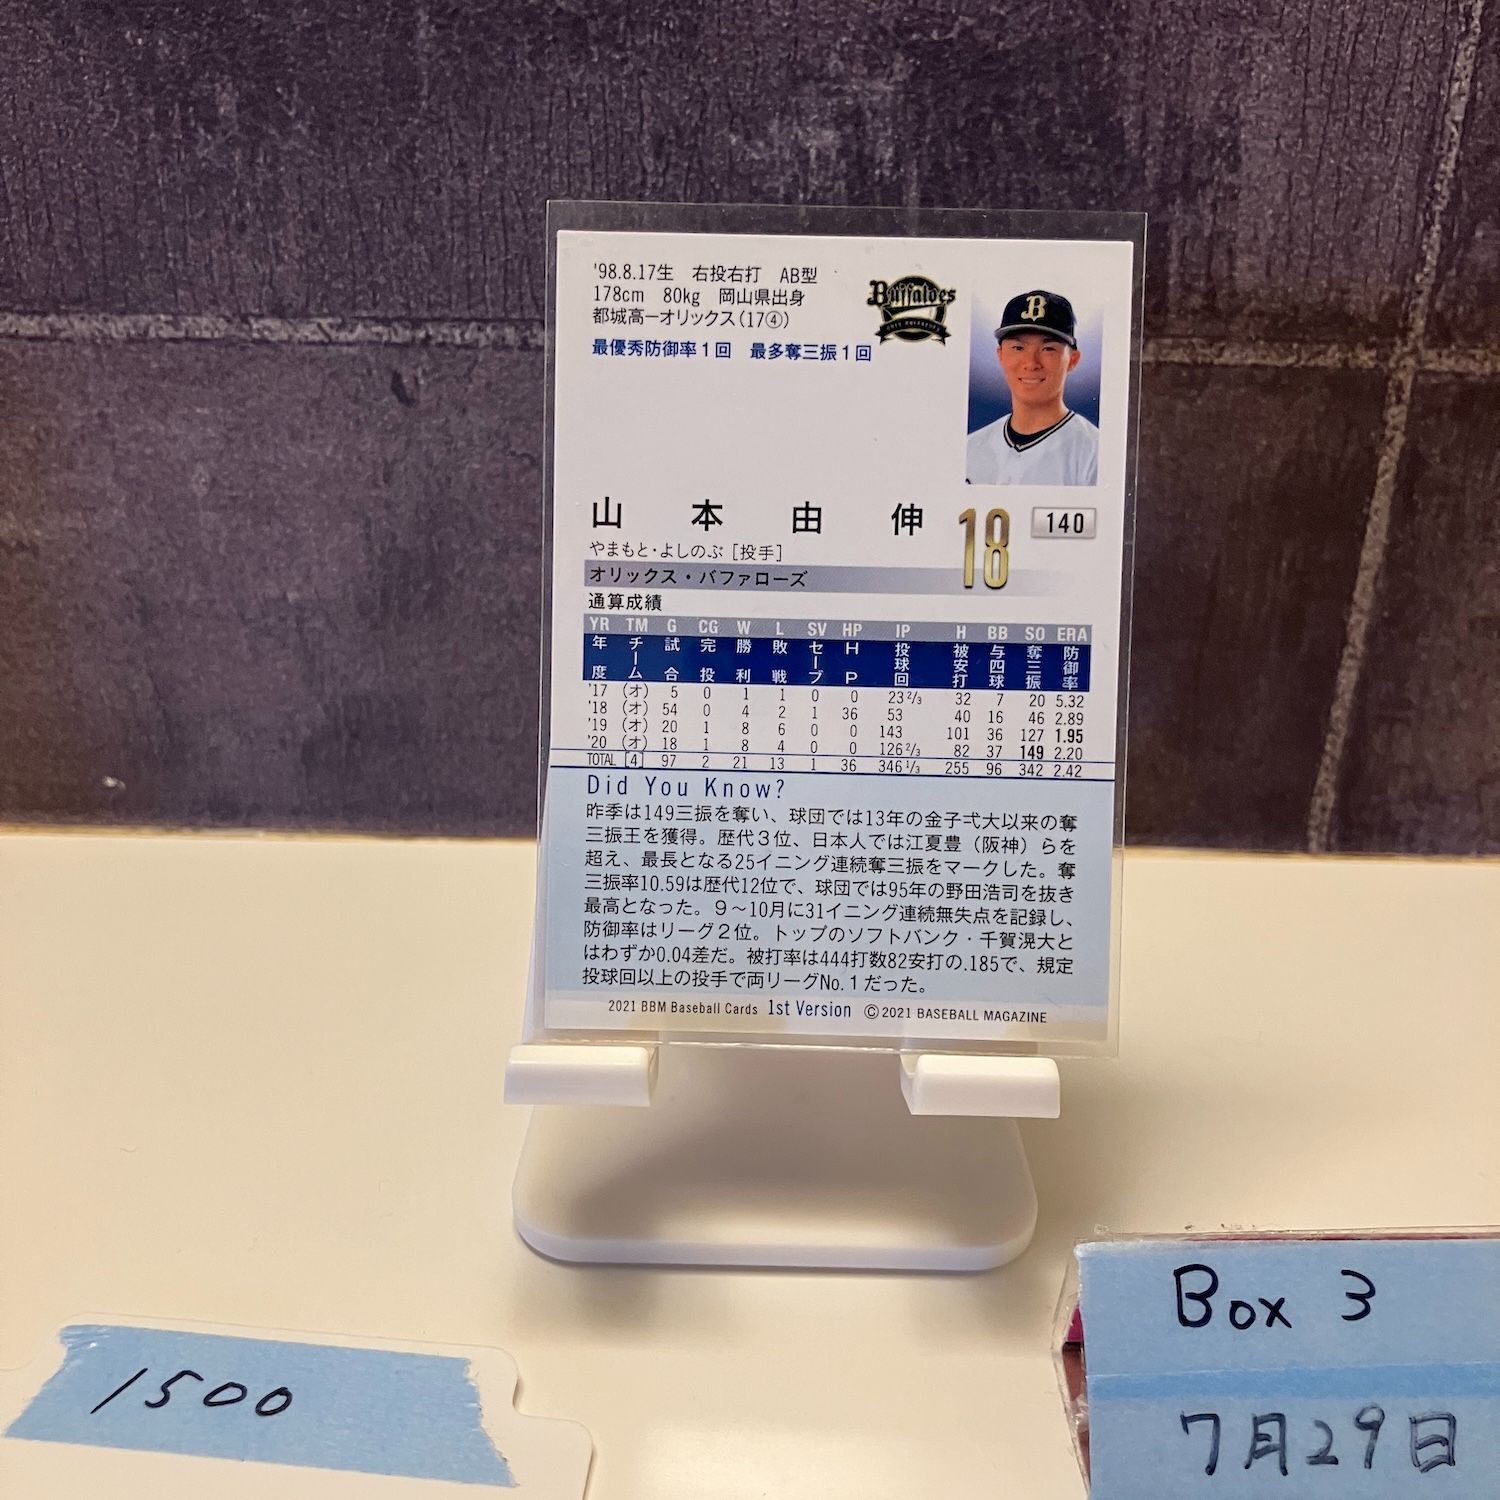 '98.8.17生 右投右打 AB型
178cm 80kg 岡山県出身
都城高ーオリックス(17④)
最優秀防御率1回 最多奪三振1回
Buffaloes
B
山本由伸 18 140
やまもと・よしのぶ [投手]
オリックス・バファローズ
通算成績
YR TM G CG W L SV HP IP H BB SO ERA
年度 チーム 試合 完投 勝利 敗戦 セーブ HP 投球回 被安打 与四球 奪三振 防御率
'17 (オ) 5 0 1 1 0 0 23 2/3 32 7 20 5.32
'18 (オ) 54 0 4 2 1 36 53 40 16 46 2.89
'19 (オ) 20 1 8 6 0 0 143 101 36 127 1.95
'20 (オ) 18 1 8 4 0 0 126 2/3 82 37 149 2.20
TOTAL [4] 97 2 21 13 1 36 346 1/3 255 96 342 2.42
Did You Know?
昨季は149三振を奪い、球団では13年の金子弌大以来の奪
三振王を獲得。歴代3位、日本人では江夏豊（阪神）らを
超え、最長となる25イニング連続奪三振をマークした。奪
三振率10.59は歴代12位で、球団では95年の野田浩司を抜き
最高となった。9～10月に31イニング連続無失点を記録し、
防御率はリーグ2位。トップのソフトバンク・千賀滉大と
はわずか0.04差だ。被打率は444打数82安打の.185で、規定
投球回以上の投手で両リーグNo.1だった。
2021 BBM Baseball Cards 1st Version ©2021 BASEBALL MAGAZINE
1500
Box 3
7月29日